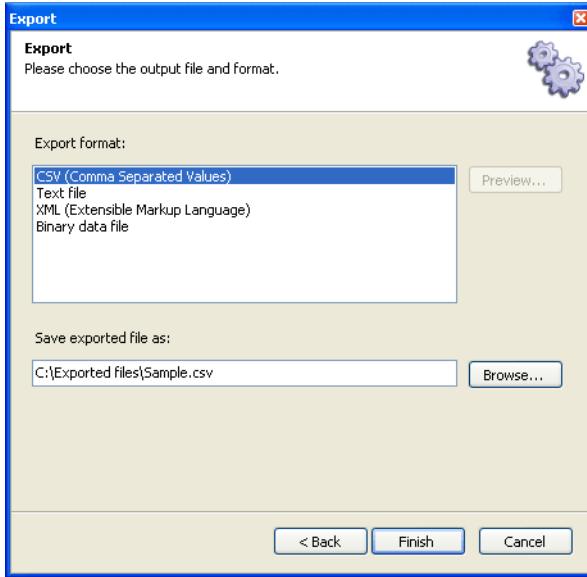 Export
Export
Please choose the output file and format.
Export format:
CSV (Comma Separated Values)
Text file
XML (Extensible Markup Language)
Binary data file
Preview...
Save exported file as:
C:\Exported files\Sample.csv
Browse...
< Back
Finish
Cancel